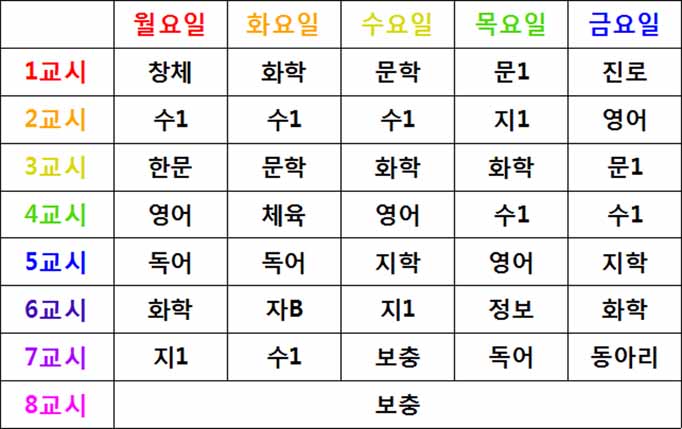 월요일 화요일 수요일 목요일 금요일
1교시 창체 화학 문학 문1 진로
2교시 수1 수1 수1 지1 영어
3교시 한문 문학 화학 화학 문1
4교시 영어 체육 영어 수1 수1
5교시 독어 독어 지학 영어 지학
6교시 화학 자B 지1 정보 화학
7교시 지1 수1 보충 독어 동아리
8교시 보충